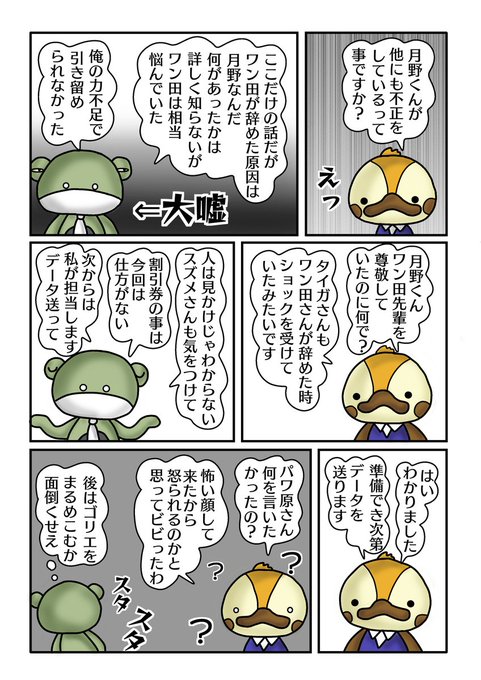 月野くんが
他にも不正を
しているって
事ですか?
えっ
ここだけの話だが
ワン田が辞めた原因は
月野なんだ
何があったかは
詳しく知らないが
ワン田は相当
悩んでいた
俺の力不足で
引き留め
られなかった
←大嘘
月野くん
ワン田先輩を
尊敬して
いたのに何で?
タイガさんも
ワン田さんが辞めた時
ショックを受けて
いたみたいです
人は見かけじゃわからない
スズメさんも気をつけて
割引券の事は
今回は
仕方がない
次からは
私が担当します
データ送って
はい
わかりました
準備でき次第
データを
送ります
パワ原さん
何を言いた
かったの?
怖い顔して
来たから
怒られるのかと
思ってビビったわ
?
?
?
スタ
スタ
後はゴリエを
まるめこむか
面倒くせえ